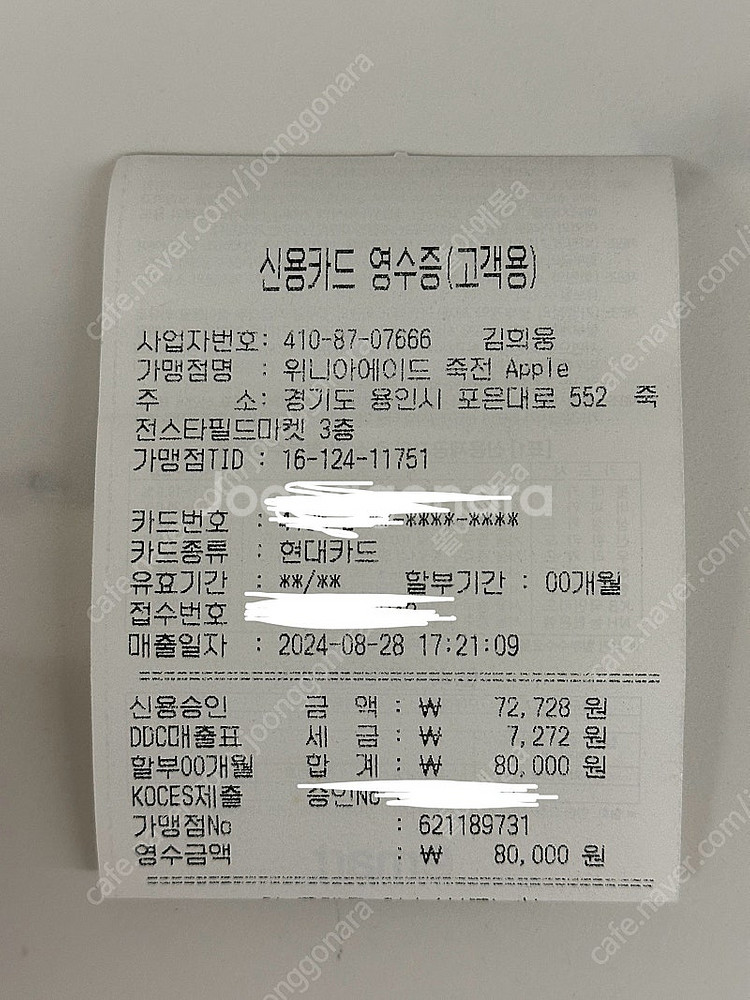 신용카드 영수증(고객용)
사업자번호: 410-87-07666 김희웅
가맹점명 : 위니아에이드 죽전 Apple
주 소: 경기도 용인시 포은대로 552 죽
전스타필드마켓 3층
가맹점TID : 16-124-11751
joonggonara
카드번호 : -****-****
카드종류 : 현대카드
유효기간 : **/** 할부기간 : 00개월
접수번호
매출일자 : 2024-08-28 17:21:09
신용승인 금 액 : ₩ 72,728 원
DDC매출표 세 금 : ₩ 7,272 원
할부00개월 합 계 : ₩ 80,000 원
KOCES제출 승인No
가맹점No : 621189731
영수금액 : ₩ 80,000 원
cafe.naver.com/joonggonara